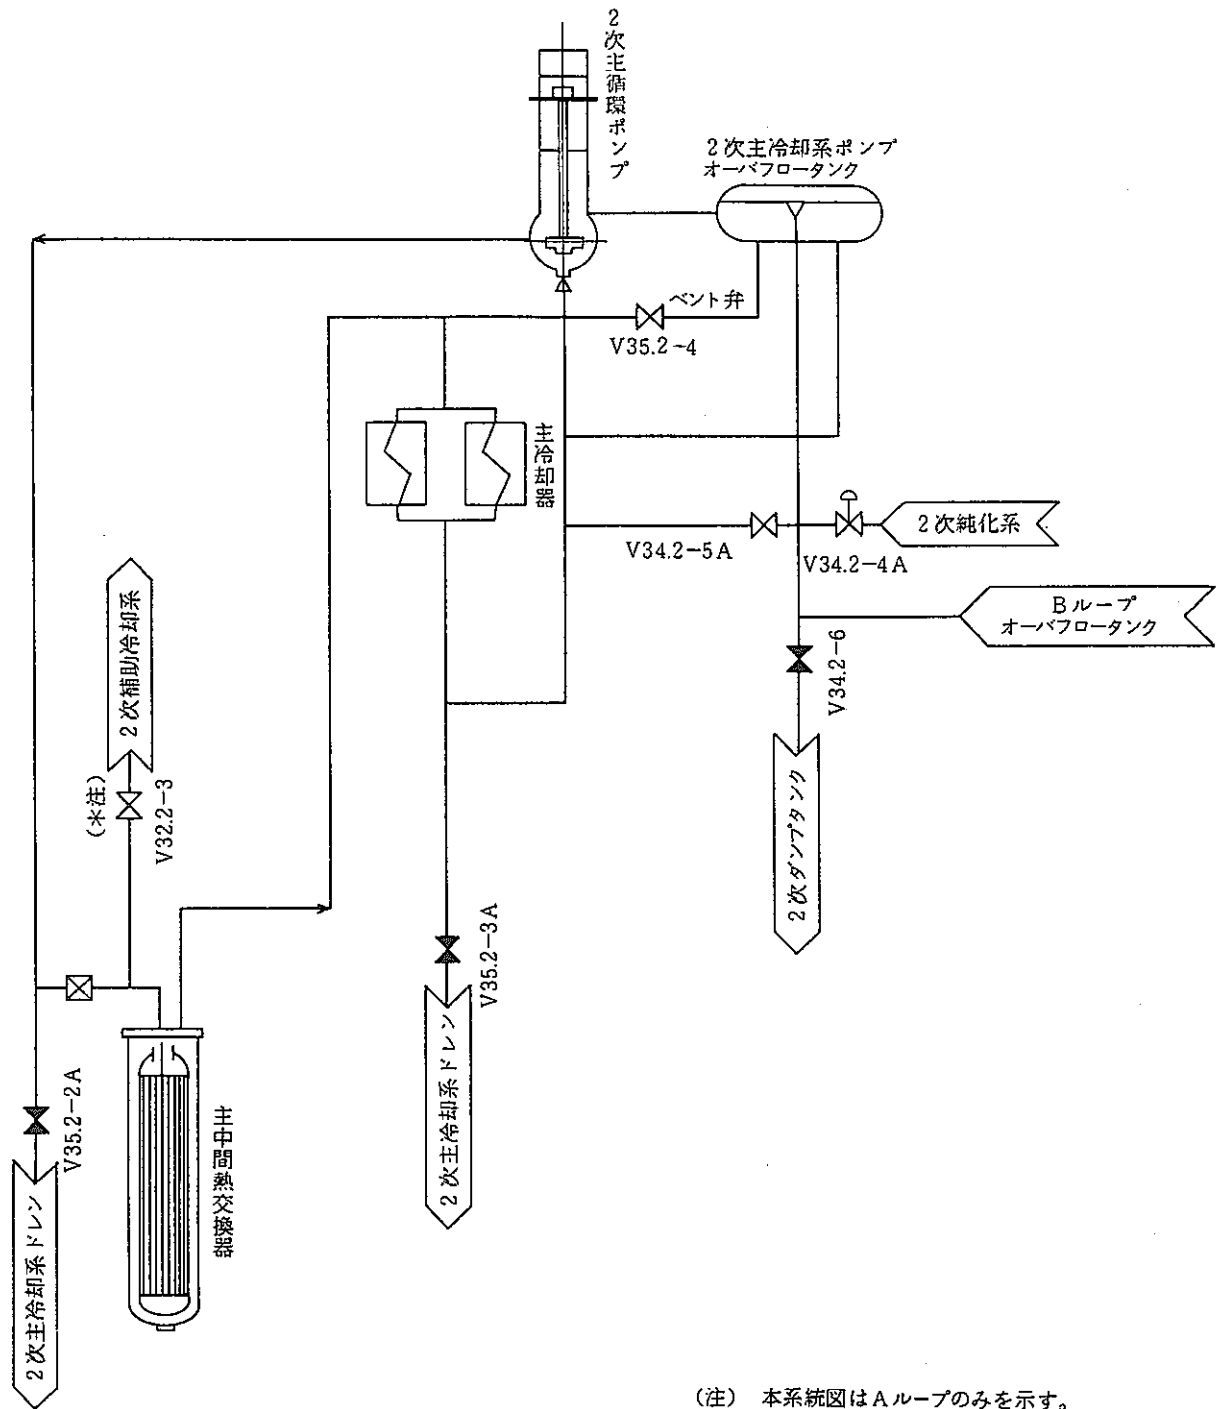 2次主循環ポンプ
2次主冷却系ポンプ
オーバフロータンク
ベント弁
V35.2-4
主冷却器
2次純化系
V34.2-5A
V34.2-4A
Bループ
オーバフロータンク
2次補助冷却系
V34.2-6
(※注)
V32.2-3
2次ダンプタンク
V35.2-3A
2次主冷却系ドレン
V35.2-2A
主中間熱交換器
2次主冷却系ドレン
(注) 本系統図はAループのみを示す。